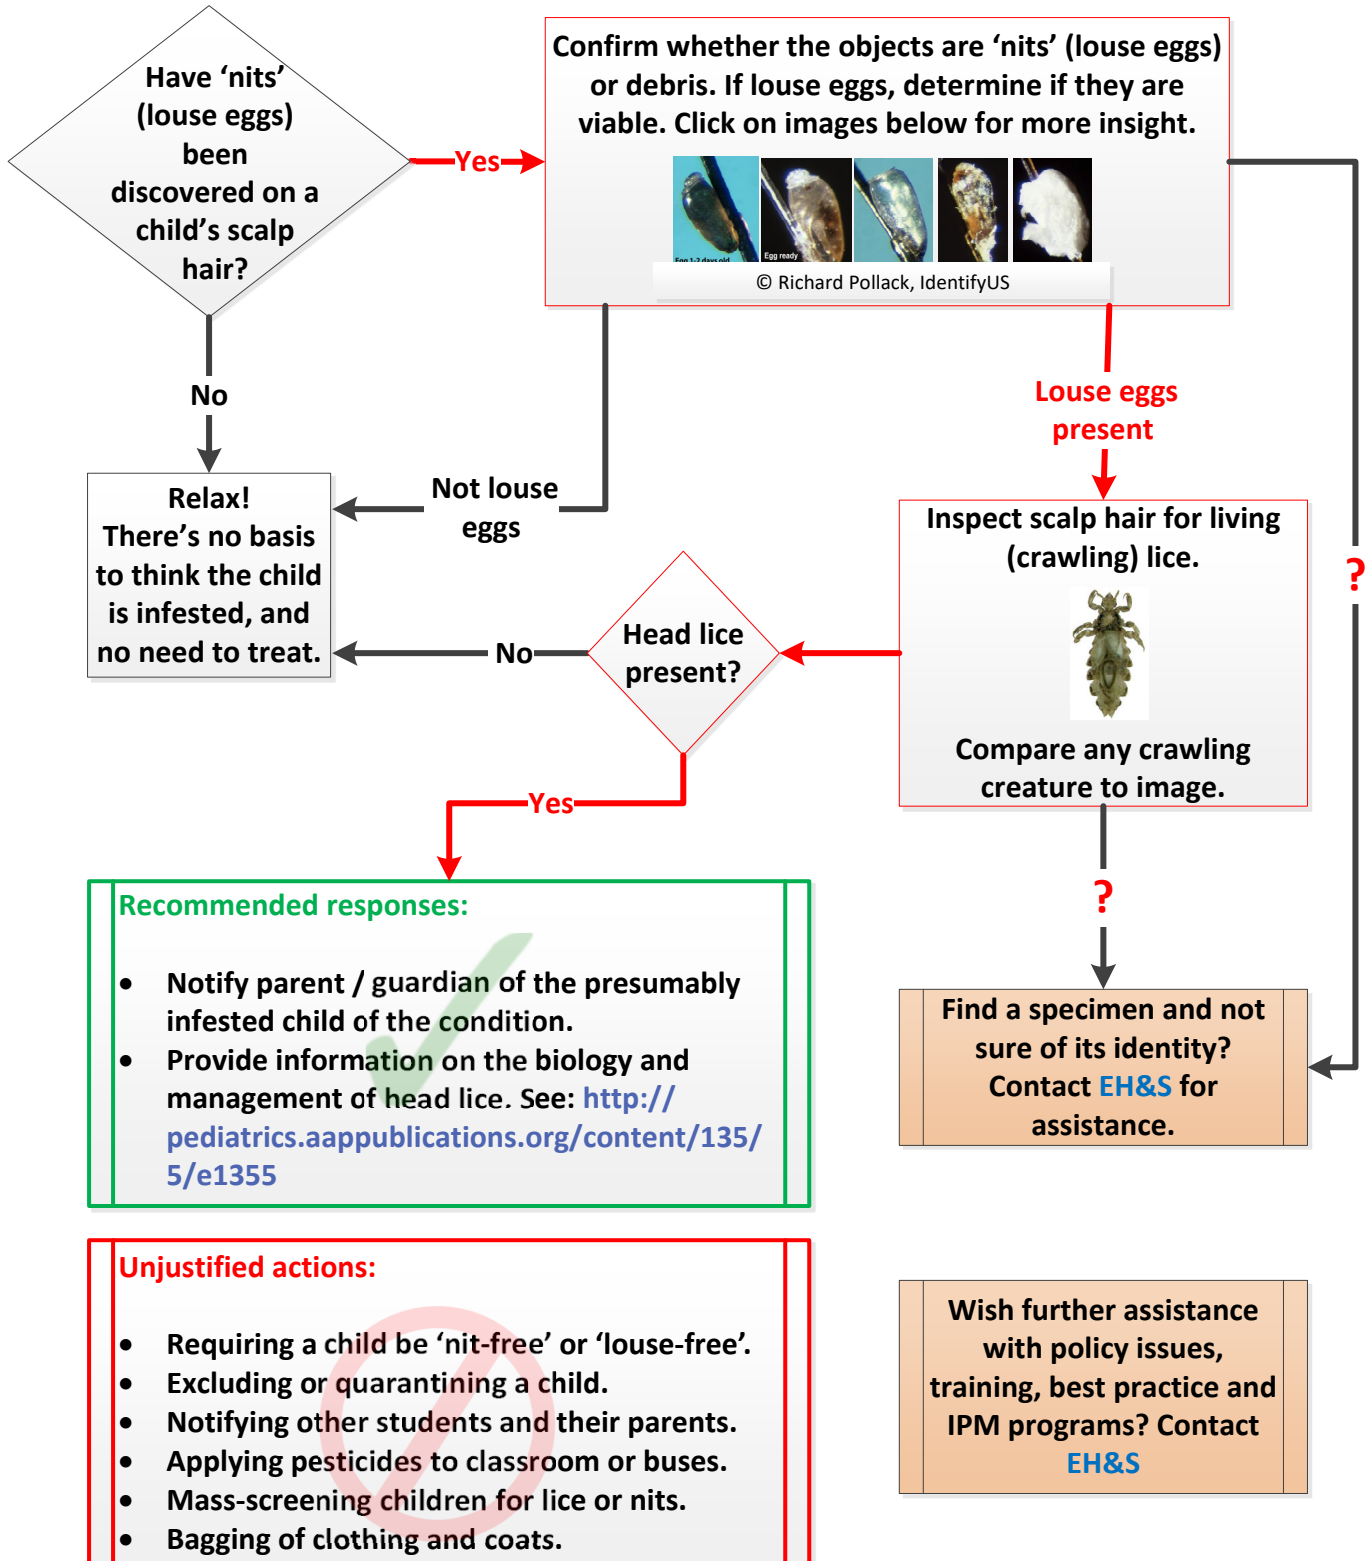 Have ‘nits’
(louse eggs)
been
discovered on a
child’s scalp
hair?
Yes
Confirm whether the objects are ‘nits’ (louse eggs)
or debris. If louse eggs, determine if they are
viable. Click on images below for more insight.
Egg 1-2 days old
Egg ready
© Richard Pollack, IdentifyUS
No
Louse eggs
present
Relax!
There’s no basis
to think the child
is infested, and
no need to treat.
Not louse
eggs
Inspect scalp hair for living
(crawling) lice.
Compare any crawling
creature to image.
?
Head lice
present?
No
Yes
?
Recommended responses:
• Notify parent / guardian of the presumably
infested child of the condition.
• Provide information on the biology and
management of head lice. See: http://
pediatrics.aappublications.org/content/135/
5/e1355
Find a specimen and not
sure of its identity?
Contact EH&S for
assistance.
Unjustified actions:
• Requiring a child be ‘nit-free’ or ‘louse-free’.
• Excluding or quarantining a child.
• Notifying other students and their parents.
• Applying pesticides to classroom or buses.
• Mass-screening children for lice or nits.
• Bagging of clothing and coats.
Wish further assistance
with policy issues,
training, best practice and
IPM programs? Contact
EH&S